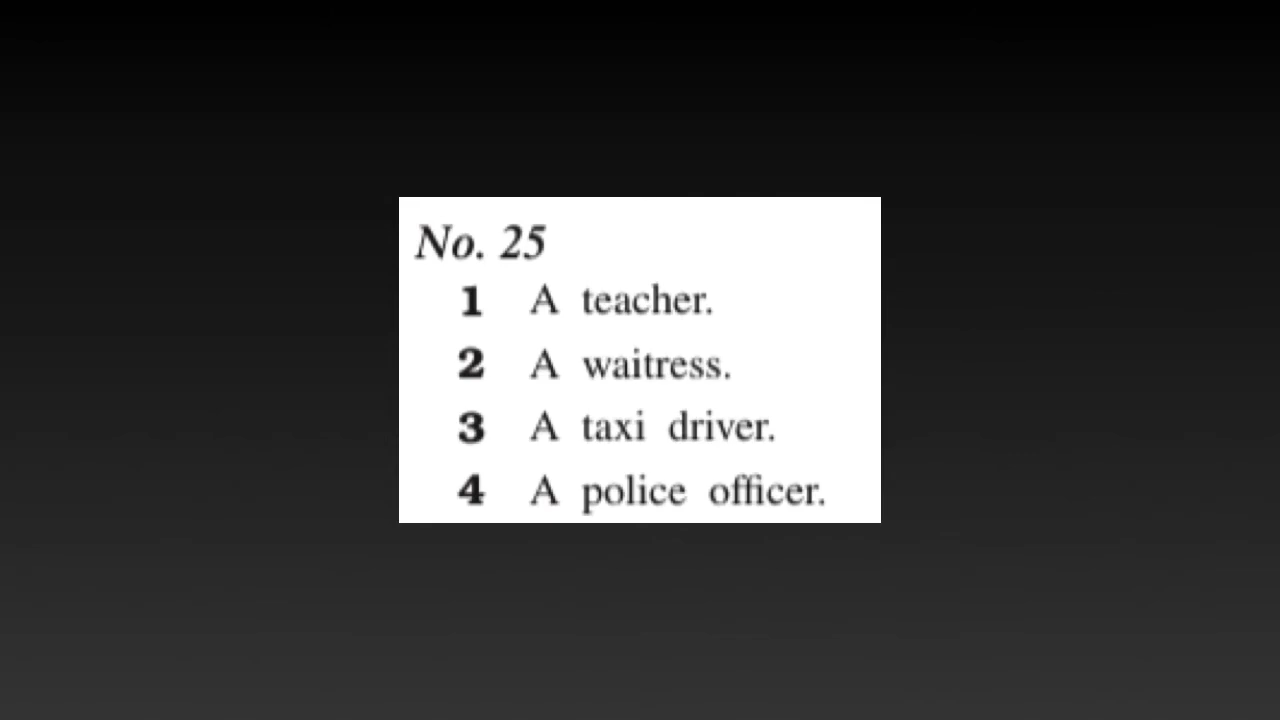 No. 25
1 A teacher.
2 A waitress.
3 A taxi driver.
4 A police officer.